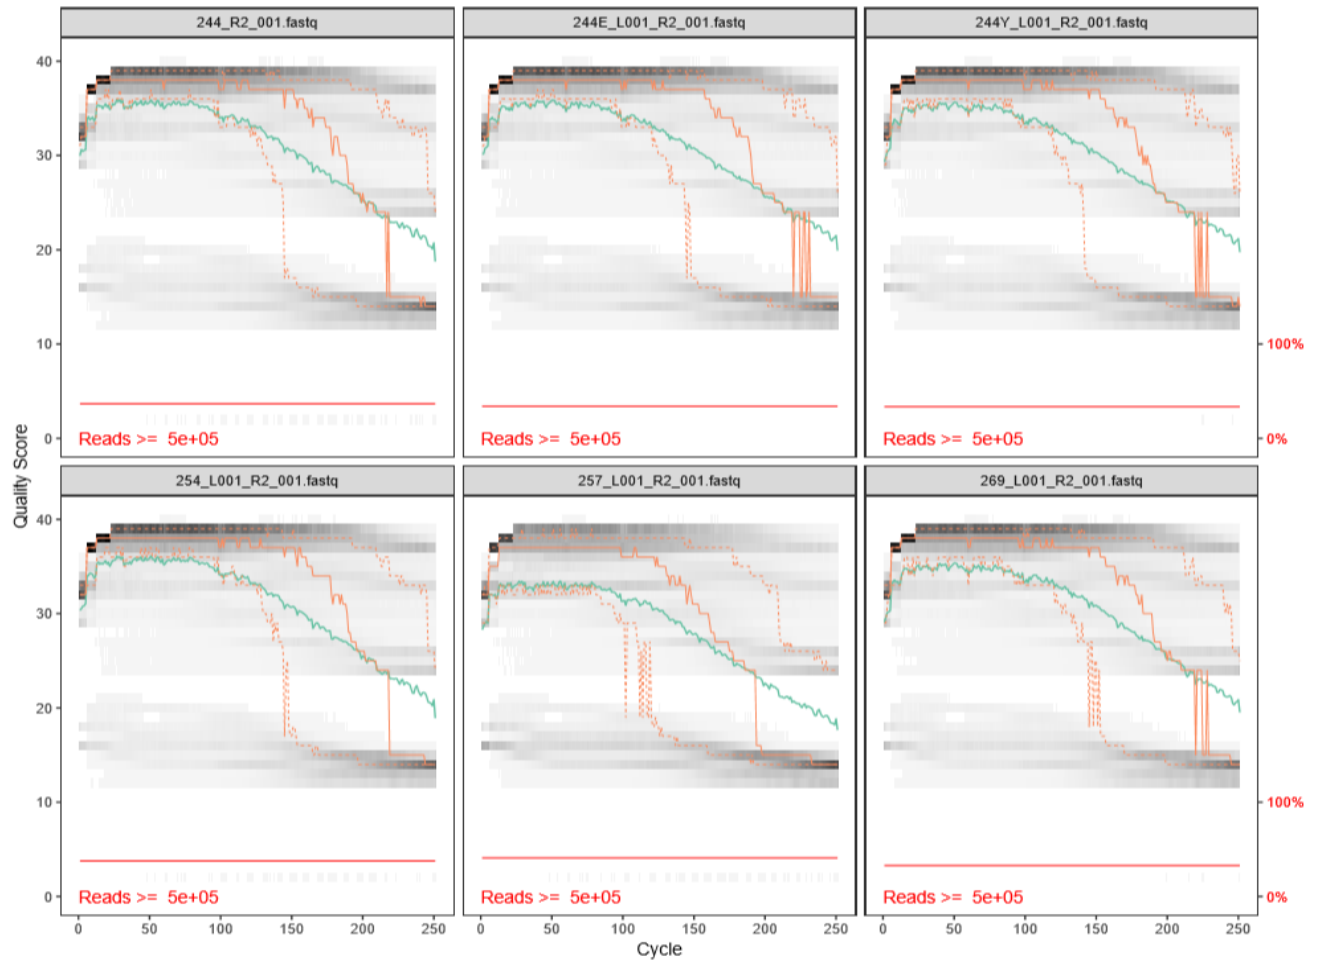 244_R2_001.fastq
244E_L001_R2_001.fastq
244Y_L001_R2_001.fastq
40
30
20
10
0
100%
0%
Reads >= 5e+05
Reads >= 5e+05
Reads >= 5e+05
Quality Score
254_L001_R2_001.fastq
257_L001_R2_001.fastq
269_L001_R2_001.fastq
40
30
20
10
0
100%
0%
Reads >= 5e+05
Reads >= 5e+05
Reads >= 5e+05
0 50 100 150 200 250
0 50 100 150 200 250
0 50 100 150 200 250
Cycle